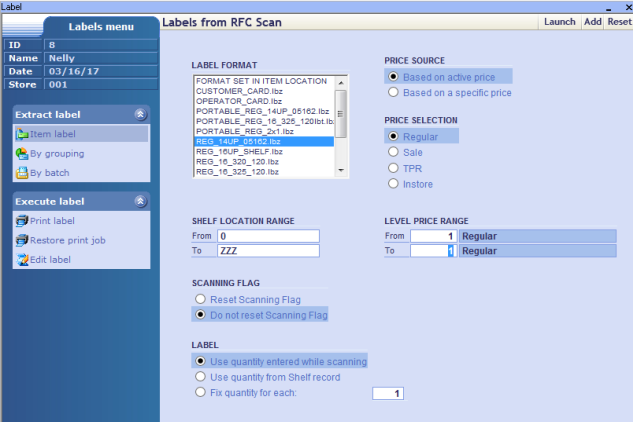 Label
Labels menu
ID 8
Name Nelly
Date 03/16/17
Store 001
Extract label
Item label
By grouping
By batch
Execute label
Print label
Restore print job
Edit label
Labels from RFC Scan
Launch Add Reset
LABEL FORMAT
FORMAT SET IN ITEM LOCATION
CUSTOMER_CARD.lbz
OPERATOR_CARD.lbz
PORTABLE_REG_14UP_05162.lbz
PORTABLE_REG_16_325_120lbt.lb
PORTABLE_REG_2x1.lbz
REG_14UP_05162.lbz
REG_16UP_SHELF.lbz
REG_16_320_120.lbz
REG_16_325_120.lbz
PRICE SOURCE
Based on active price
Based on a specific price
PRICE SELECTION
Regular
Sale
TPR
Instore
SHELF LOCATION RANGE
From 0
To ZZZ
LEVEL PRICE RANGE
From 1 Regular
To 1 Regular
SCANNING FLAG
Reset Scanning Flag
Do not reset Scanning Flag
LABEL
Use quantity entered while scanning
Use quantity from Shelf record
Fix quantity for each: 1